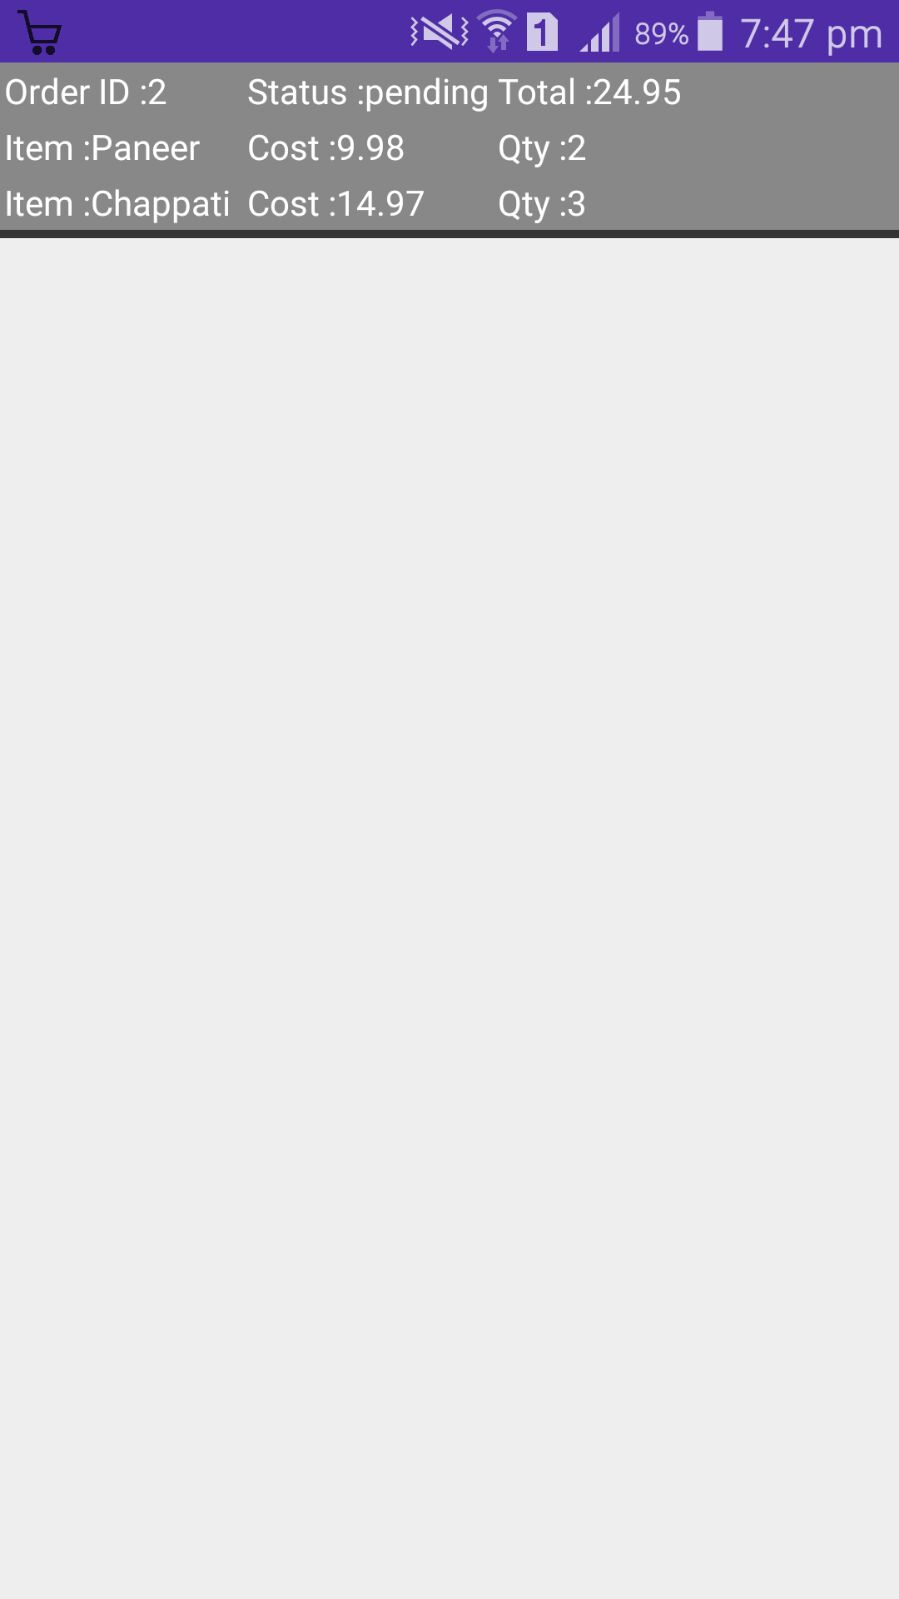 1 89% 7:47 pm
Order ID :2 Status :pending Total :24.95
Item :Paneer Cost :9.98 Qty :2
Item :Chappati Cost :14.97 Qty :3